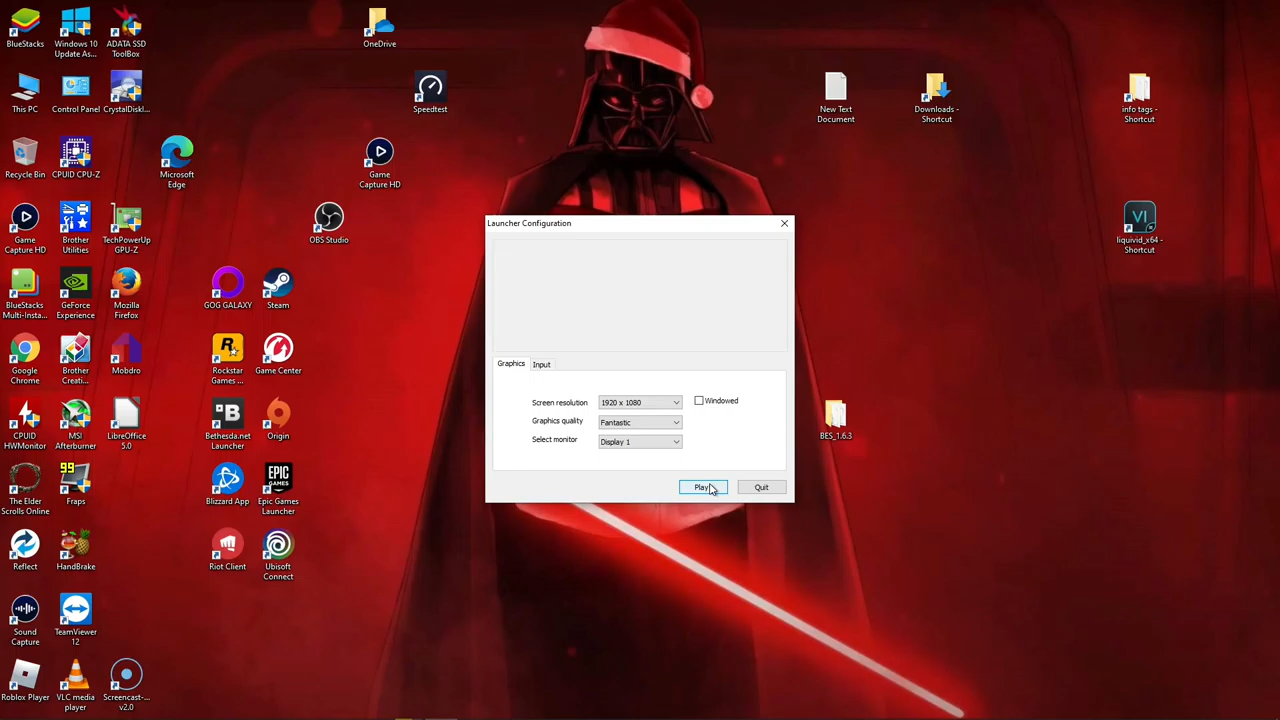 BlueStacks
Windows 10
Update As...
ADATA SSD
ToolBox
OneDrive
This PC
Control Panel
CrystalDiskI...
Speedtest
New Text
Document
Downloads -
Shortcut
info tags -
Shortcut
Recycle Bin
CPUID CPU-Z
Microsoft
Edge
Game
Capture HD
Game
Capture HD
Brother
Utilities
TechPowerUp
GPU-Z
OBS Studio
VI
liquivid_x64 -
Shortcut
Launcher Configuration
BlueStacks
Multi-Insta...
GeForce
Experience
Mozilla
Firefox
GOG GALAXY
Steam
Google
Chrome
Brother
Creati...
Mobdro
Rockstar
Games ...
Game Center
Graphics
Input
Screen resolution
1920 x 1080
Windowed
Graphics quality
Fantastic
Select monitor
Display 1
Play
Quit
CPUID
HWMonitor
MSI
Afterburner
LibreOffice
5.0
Bethesda.net
Launcher
Origin
BES_1.6.3
99
The Elder
Scrolls Online
Fraps
Blizzard App
EPIC
GAMES
Epic Games
Launcher
Reflect
HandBrake
Riot Client
Ubisoft
Connect
Sound
Capture
TeamViewer
12
Roblox Player
VLC media
player
Screencast-...
v2.0